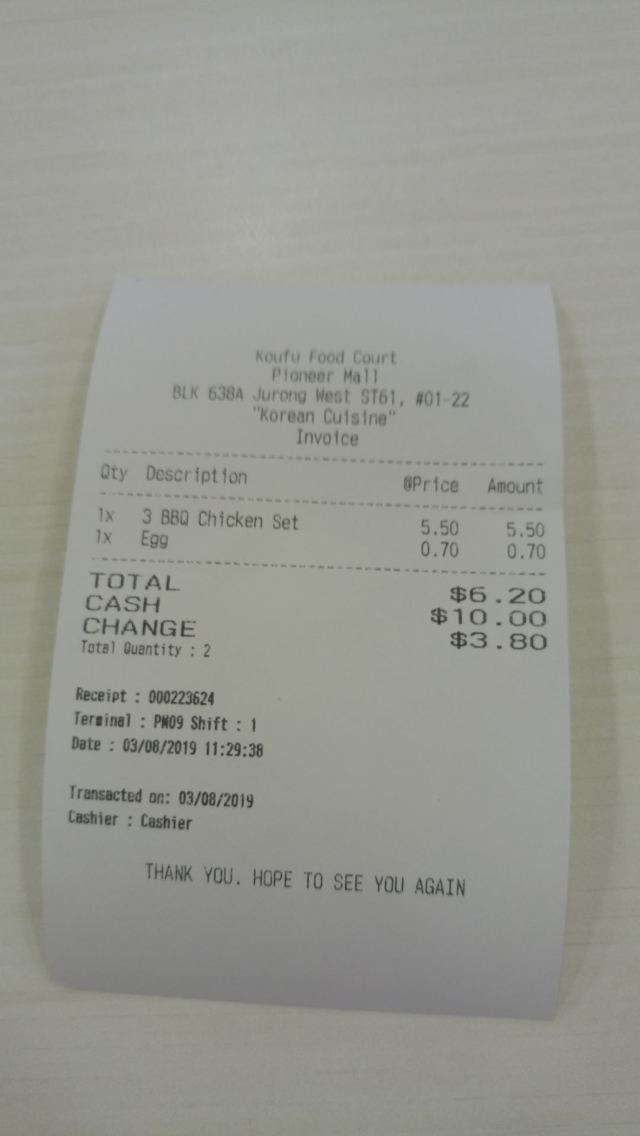 Koufu Food Court
Pioneer Mall
BLK 638A Jurong West ST61, #01-22
"Korean Cuisine"
Invoice
Qty Description @Price Amount
1x 3 BBQ Chicken Set 5.50 5.50
1x Egg 0.70 0.70
TOTAL $6.20
CASH $10.00
CHANGE $3.80
Total Quantity : 2
Receipt : 000223624
Terminal : PM09 Shift : 1
Date : 03/08/2019 11:29:38
Transacted on: 03/08/2019
Cashier : Cashier
THANK YOU. HOPE TO SEE YOU AGAIN